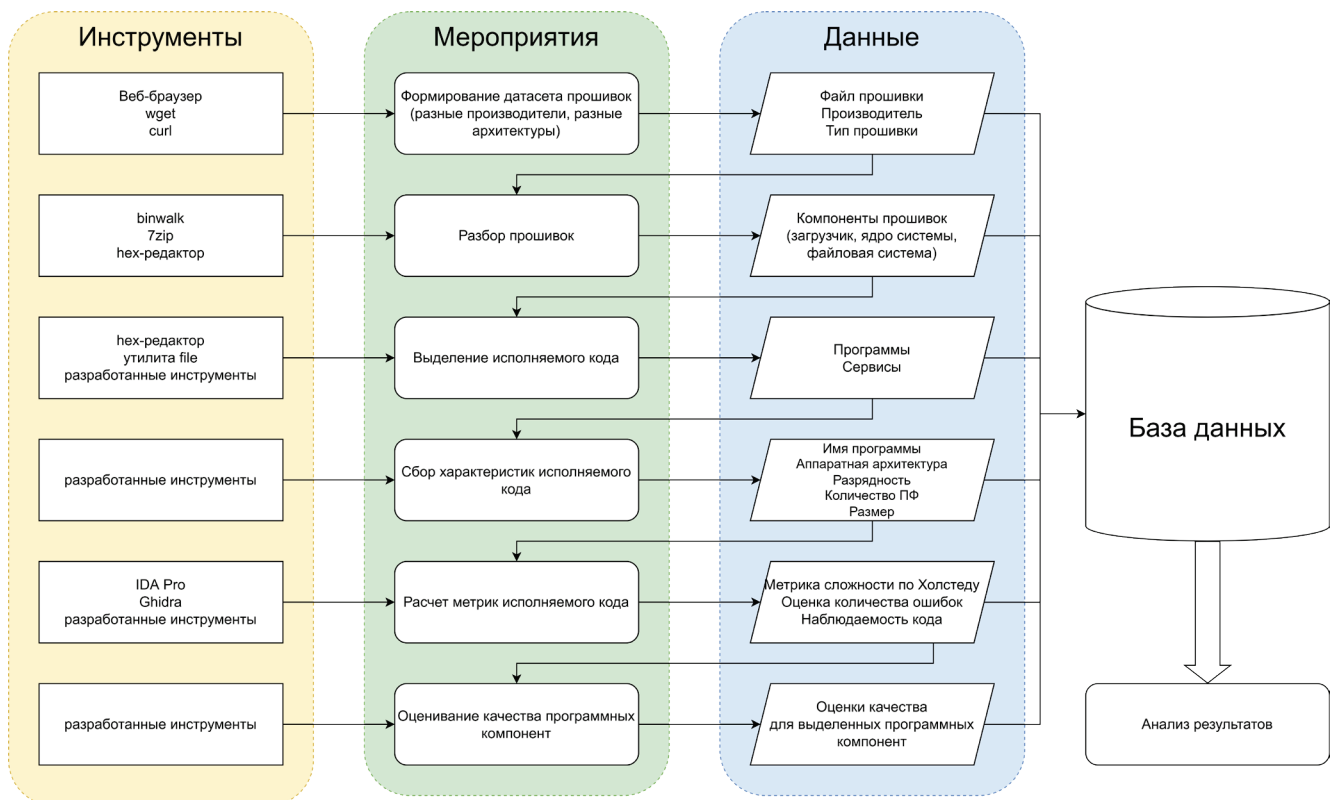 Инструменты
Мероприятия
Данные
Веб-браузер
wget
curl
Формирование датасета прошивок
(разные производители, разные
архитектуры)
Файл прошивки
Производитель
Тип прошивки
binwalk
7zip
hex-редактор
Разбор прошивок
Компоненты прошивок
(загрузчик, ядро системы,
файловая система)
hex-редактор
утилита file
разработанные инструменты
Выделение исполняемого кода
Программы
Сервисы
База данных
разработанные инструменты
Сбор характеристик исполняемого
кода
Имя программы
Аппаратная архитектура
Разрядность
Количество ПФ
Размер
IDA Pro
Ghidra
разработанные инструменты
Расчет метрик исполняемого кода
Метрика сложности по Холстеду
Оценка количества ошибок
Наблюдаемость кода
разработанные инструменты
Оценивание качества программных
компонент
Оценки качества
для выделенных программных
компонент
Анализ результатов